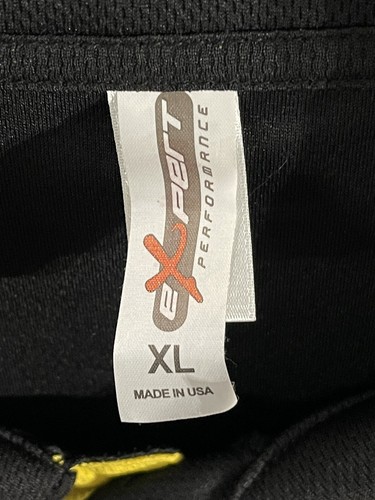 eXpert
PERFORMANCE
XL
MADE IN USA